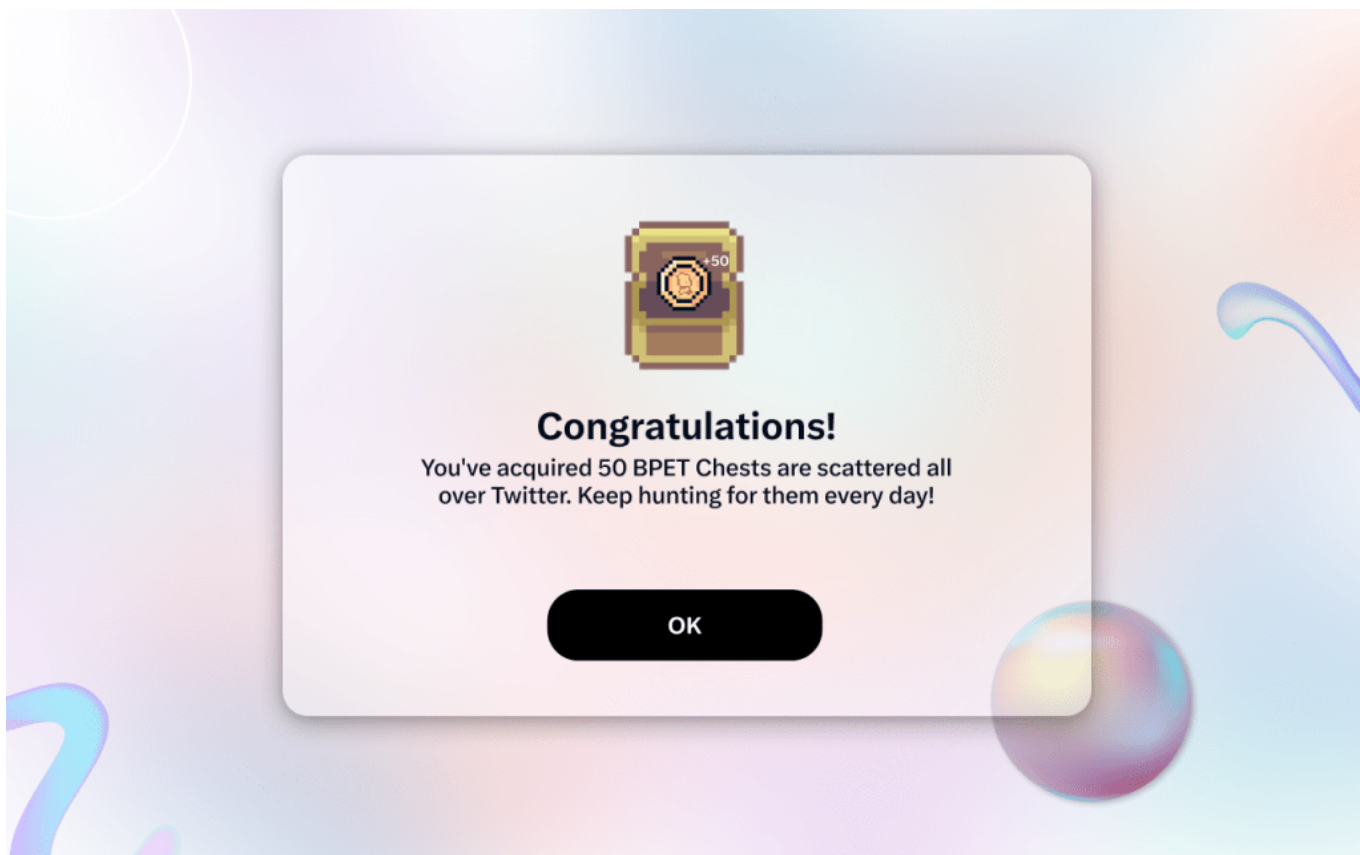 +50
Congratulations!
You've acquired 50 BPET Chests are scattered all
over Twitter. Keep hunting for them every day!
OK